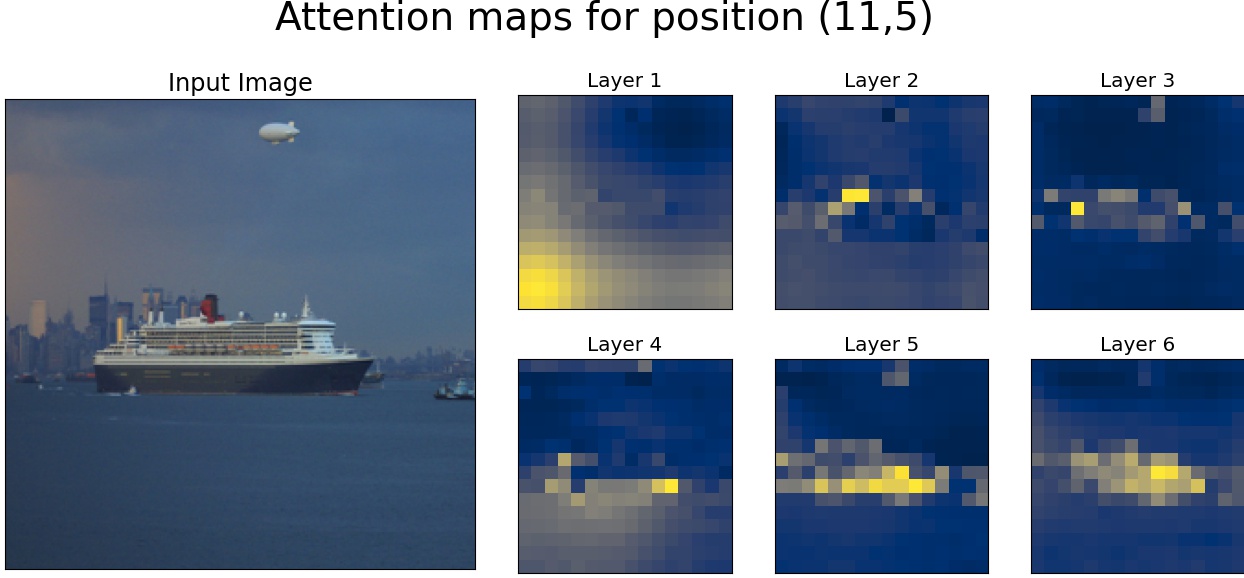 Attention maps for position (11,5)
Input Image
Layer 1
Layer 2
Layer 3
Layer 4
Layer 5
Layer 6